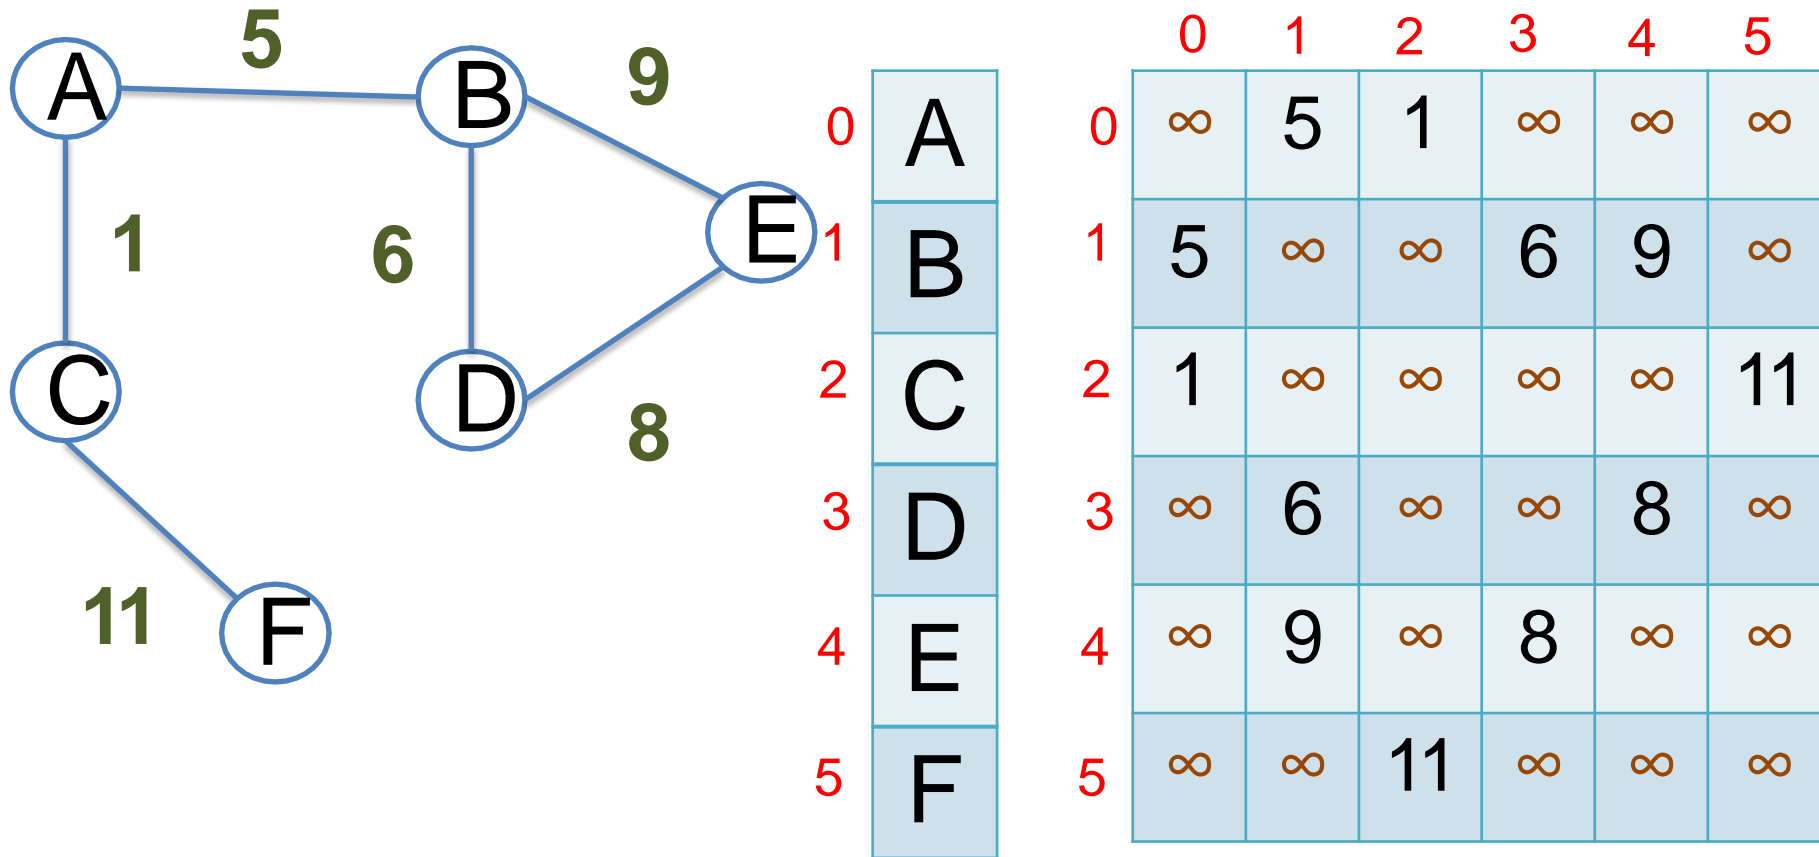 5
A
B
9
1
6
E
C
D
8
11
F
0 A
1 B
2 C
3 D
4 E
5 F
0 1 2 3 4 5
0 ∞ 5 1 ∞ ∞ ∞
1 5 ∞ ∞ 6 9 ∞
2 1 ∞ ∞ ∞ ∞ 11
3 ∞ 6 ∞ ∞ 8 ∞
4 ∞ 9 ∞ 8 ∞ ∞
5 ∞ ∞ 11 ∞ ∞ ∞